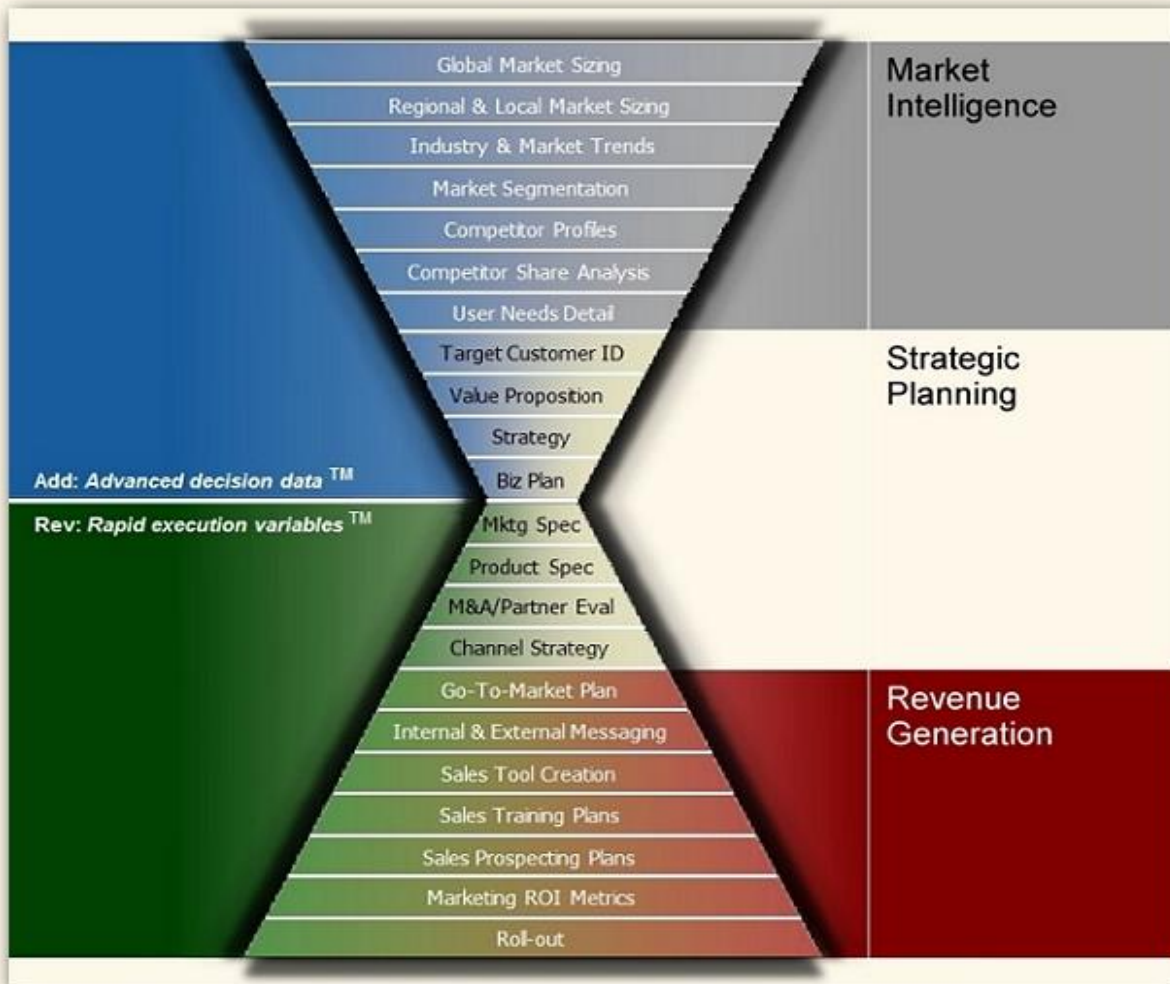 Global Market Sizing
Regional & Local Market Sizing
Industry & Market Trends
Market Segmentation
Competitor Profiles
Competitor Share Analysis
User Needs Detail
Target Customer ID
Value Proposition
Strategy
Biz Plan
Mktg Spec
Product Spec
M&A/Partner Eval
Channel Strategy
Go-To-Market Plan
Internal & External Messaging
Sales Tool Creation
Sales Training Plans
Sales Prospecting Plans
Marketing ROI Metrics
Roll-out
Add: Advanced decision data TM
Rev: Rapid execution variables TM
Market
Intelligence
Strategic
Planning
Revenue
Generation